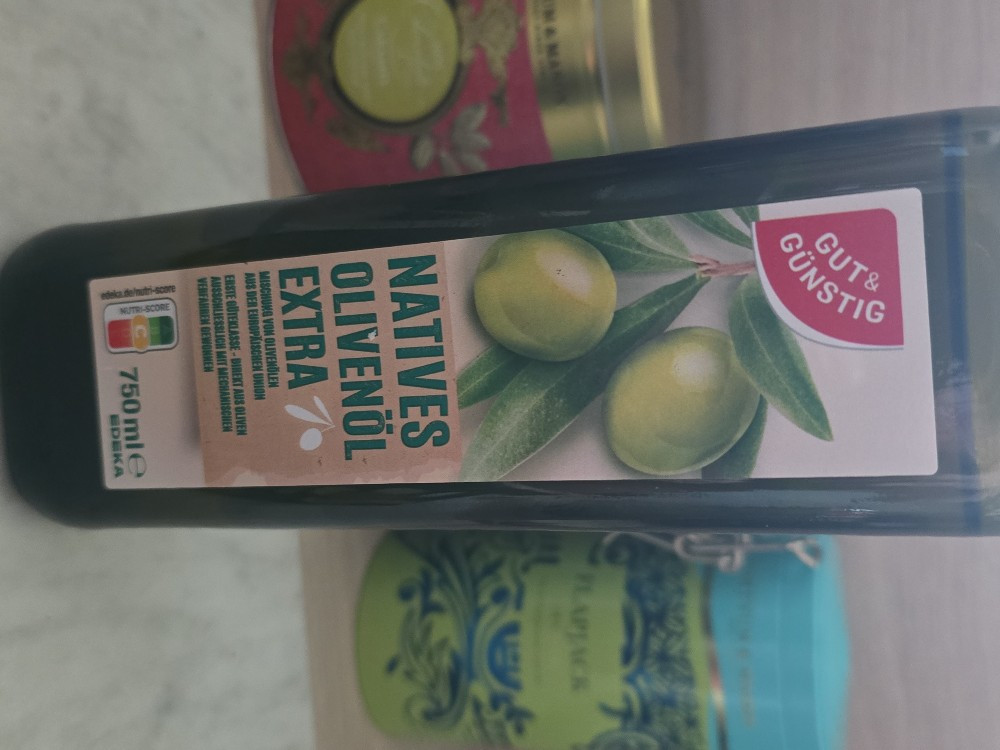 GUT&
GÜNSTIG
NATIVES
OLIVENÖL
EXTRA
MISCHUNG VON OLIVENÖLEN
AUS DER EUROPÄISCHEN UNION
ERSTE GÜTEKLASSE - DIREKT AUS OLIVEN
AUSSCHLIESSLICH MIT MECHANISCHEN
VERFAHREN GEWONNEN
edeka.de/nutri-score
NUTRI-SCORE
C
750 ml e
EDEKA
FLAPJACK